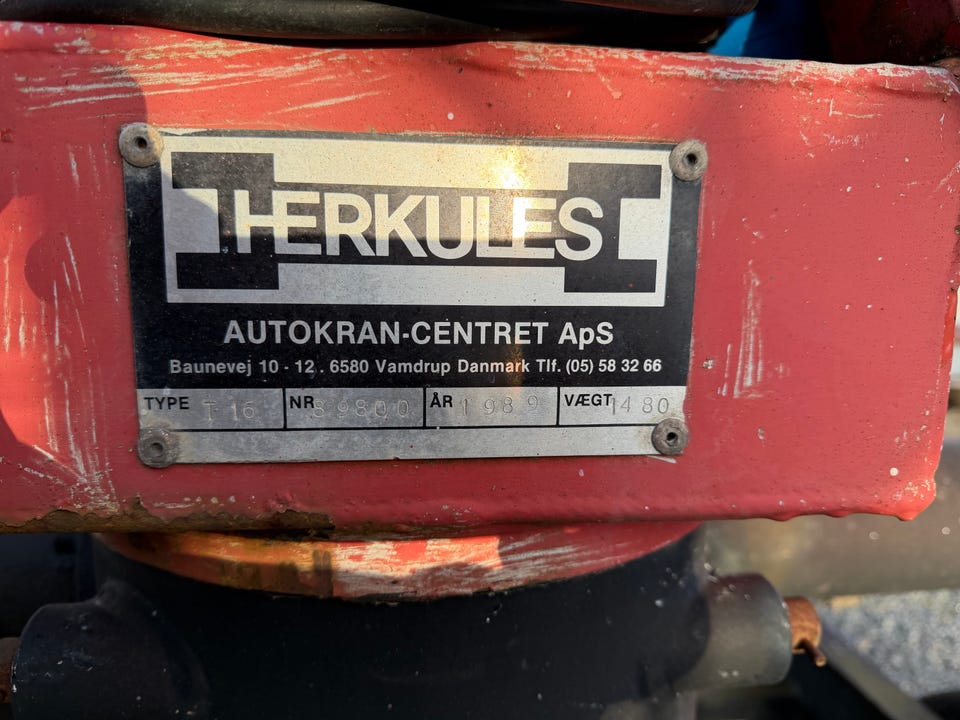 HERKULES
AUTOKRAN-CENTRET ApS
Baunevej 10 - 12 . 6580 Vamdrup Danmark Tlf. (05) 58 32 66
TYPE T 16 NR 89800 ÅR 1989 VÆGT 1480